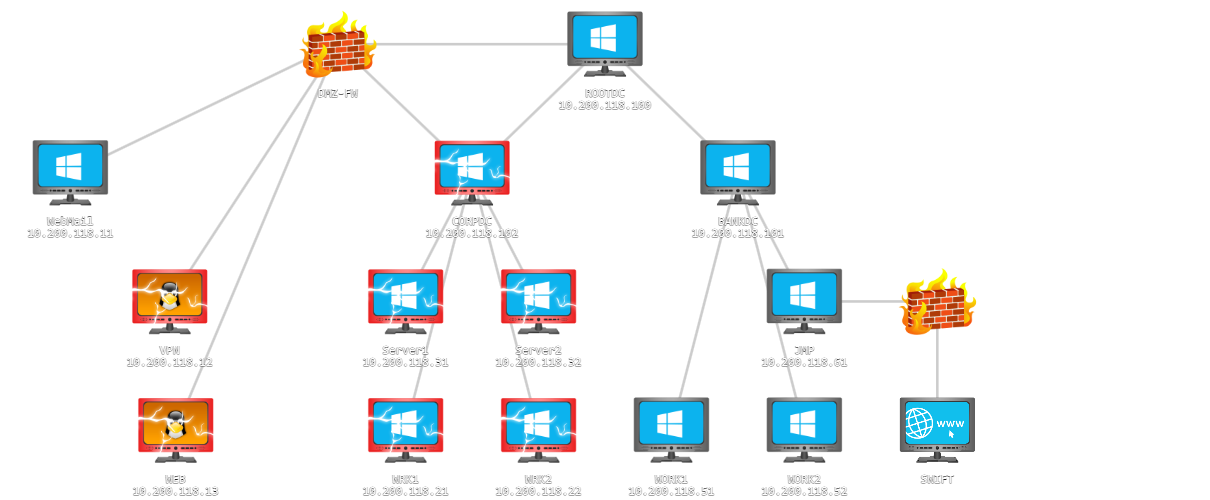 DMZ-FW
ROOTDC
10.200.118.100
WebMail
10.200.118.11
CORPDC
10.200.118.102
BANKDC
10.200.118.101
VPN
10.200.118.12
Server1
10.200.118.31
Server2
10.200.118.32
JMP
10.200.118.61
WEB
10.200.118.13
WRK1
10.200.118.21
WRK2
10.200.118.22
WORK1
10.200.118.51
WORK2
10.200.118.52
www
SWIFT